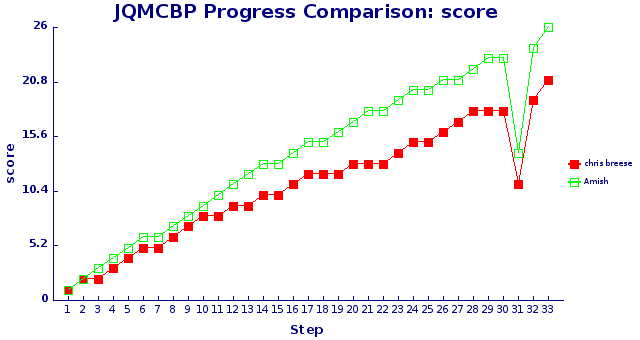 JQMCBP Progress Comparison: score
26
20.8
15.6
10.4
5.2
0
score
1 2 3 4 5 6 7 8 9 10 11 12 13 14 15 16 17 18 19 20 21 22 23 24 25 26 27 28 29 30 31 32 33
Step
chris breese
Amish